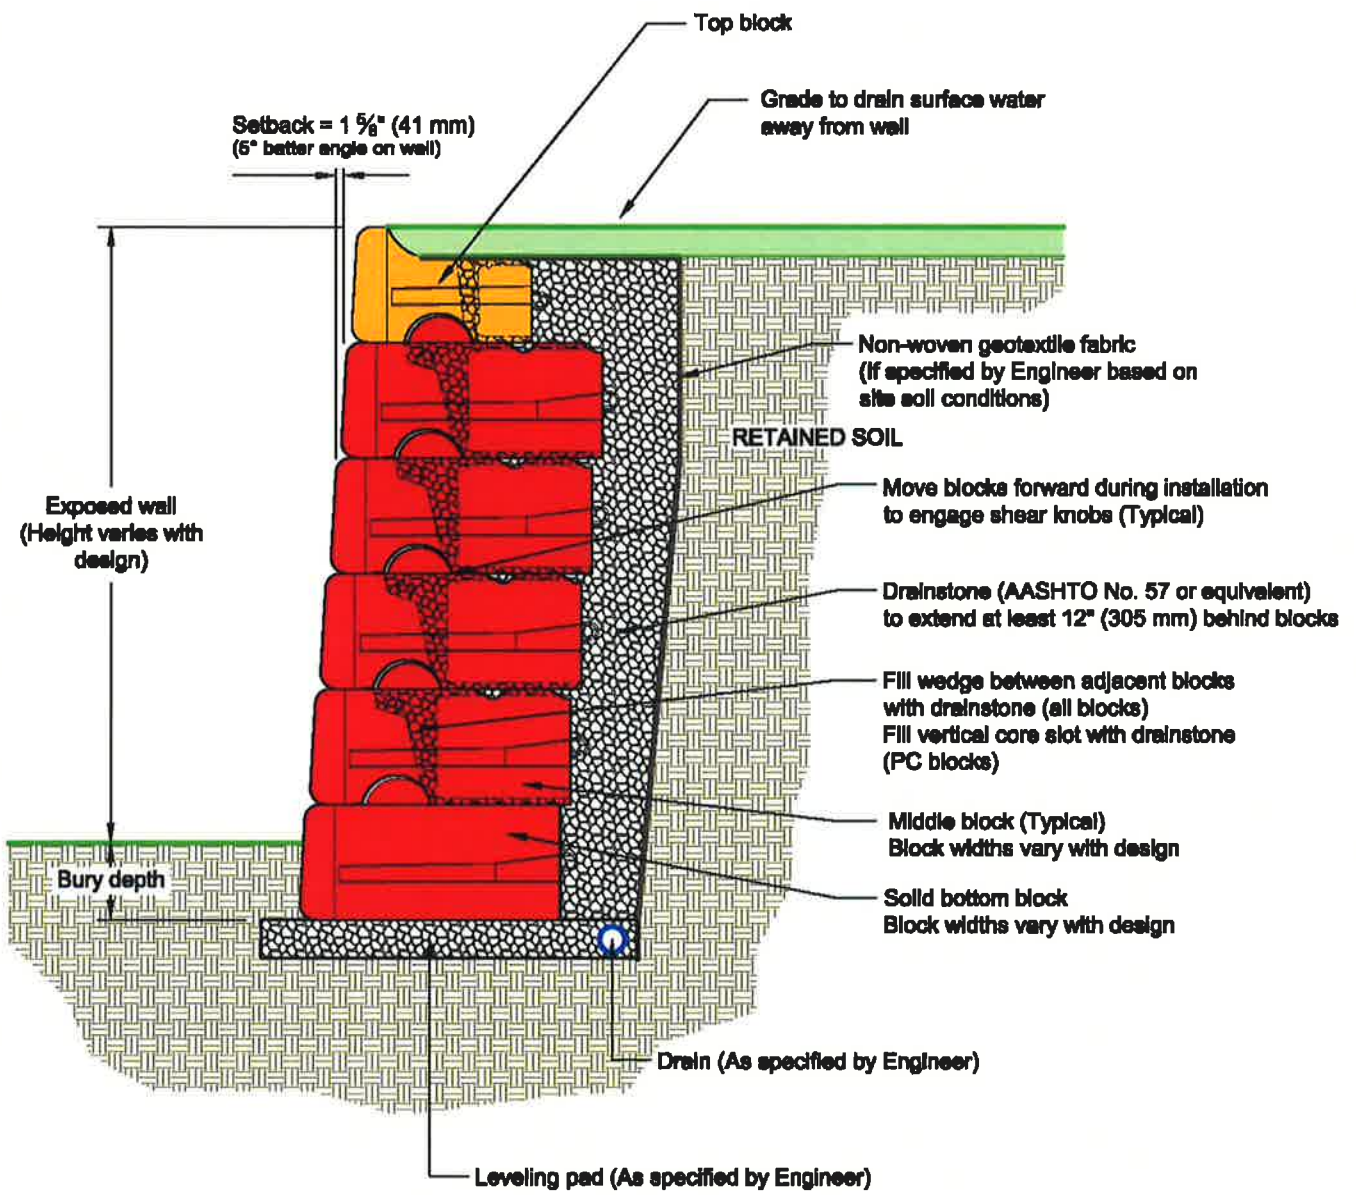 Top block
Grade to drain surface water
away from wall
Setback = 1 5/8" (41 mm)
(5° batter angle on wall)
Non-woven geotextile fabric
(If specified by Engineer based on
site soil conditions)
RETAINED SOIL
Move blocks forward during installation
to engage shear knobs (Typical)
Exposed wall
(Height varies with
design)
Drainstone (AASHTO No. 57 or equivalent)
to extend at least 12" (305 mm) behind blocks
Fill wedge between adjacent blocks
with drainstone (all blocks)
Fill vertical core slot with drainstone
(PC blocks)
Middle block (Typical)
Block widths vary with design
Bury depth
Solid bottom block
Block widths vary with design
Drain (As specified by Engineer)
Leveling pad (As specified by Engineer)